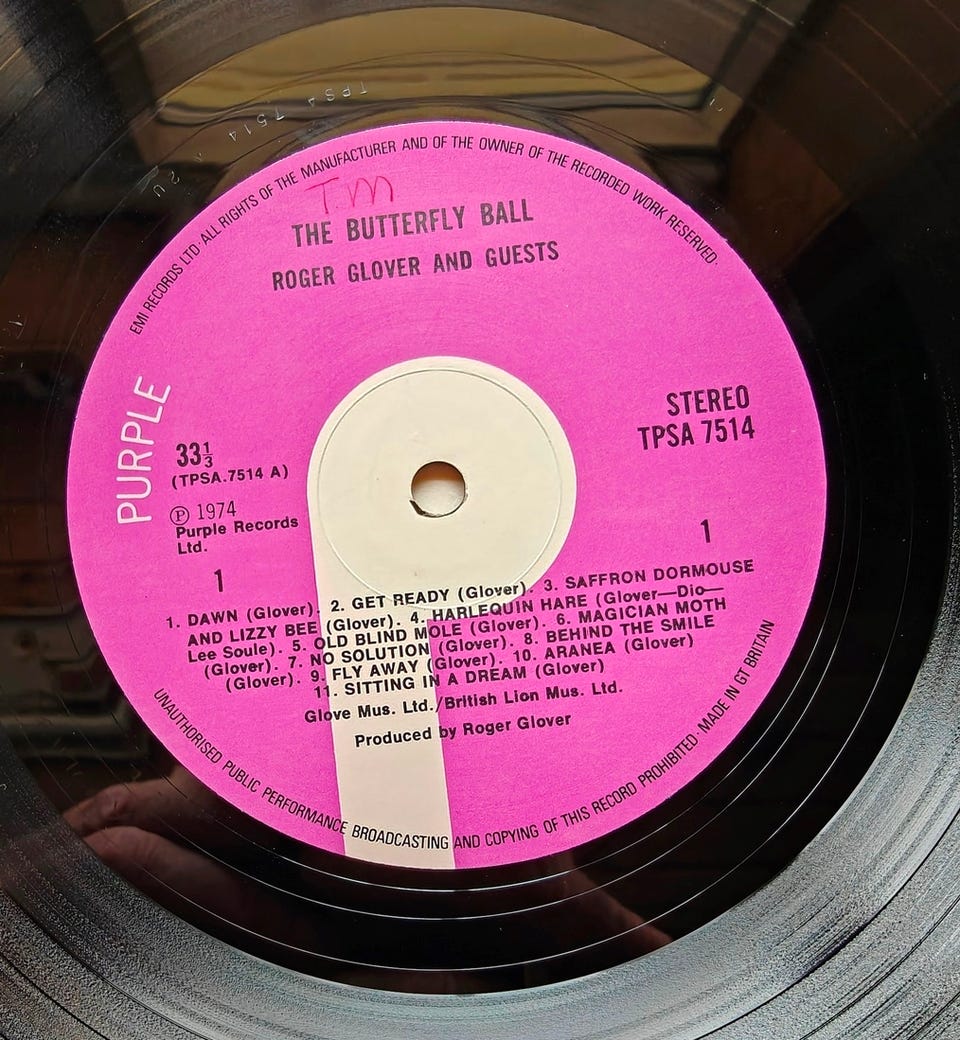 TPSA 7514
EMI RECORDS LTD·ALL RIGHTS OF THE MANUFACTURER AND OF THE OWNER OF THE RECORDED WORK RESERVED·
T.M
THE BUTTERFLY BALL
ROGER GLOVER AND GUESTS
PURPLE
STEREO
TPSA 7514
33⅓
(TPSA.7514 A)
Ⓟ 1974
Purple Records
Ltd.
1
1
1. DAWN (Glover). 2. GET READY (Glover). 3. SAFFRON DORMOUSE
AND LIZZY BEE (Glover). 4. HARLEQUIN HARE (Glover—Dio—
Lee Soule). 5. OLD BLIND MOLE (Glover). 6. MAGICIAN MOTH
(Glover). 7. NO SOLUTION (Glover). 8. BEHIND THE SMILE
(Glover). 9. FLY AWAY (Glover). 10. ARANEA (Glover)
11. SITTING IN A DREAM (Glover)
Glove Mus. Ltd./British Lion Mus. Ltd.
Produced by Roger Glover
UNAUTHORISED PUBLIC PERFORMANCE BROADCASTING AND COPYING OF THIS RECORD PROHIBITED·MADE IN GT BRITAIN